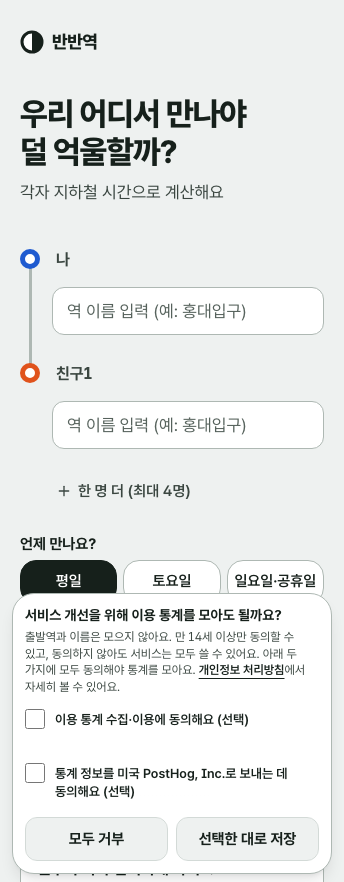 반반역
우리 어디서 만나야
덜 억울할까?
각자 지하철 시간으로 계산해요
나
역 이름 입력 (예: 홍대입구)
친구1
역 이름 입력 (예: 홍대입구)
+ 한 명 더 (최대 4명)
언제 만나요?
평일 토요일 일요일·공휴일
서비스 개선을 위해 이용 통계를 모아도 될까요?
출발역과 이름은 모으지 않아요. 만 14세 이상만 동의할 수
있고, 동의하지 않아도 서비스는 모두 쓸 수 있어요. 아래 두
가지에 모두 동의해야 통계를 모아요. 개인정보 처리방침에서
자세히 볼 수 있어요.
이용 통계 수집·이용에 동의해요 (선택)
통계 정보를 미국 PostHog, Inc.로 보내는 데
동의해요 (선택)
모두 거부 선택한 대로 저장